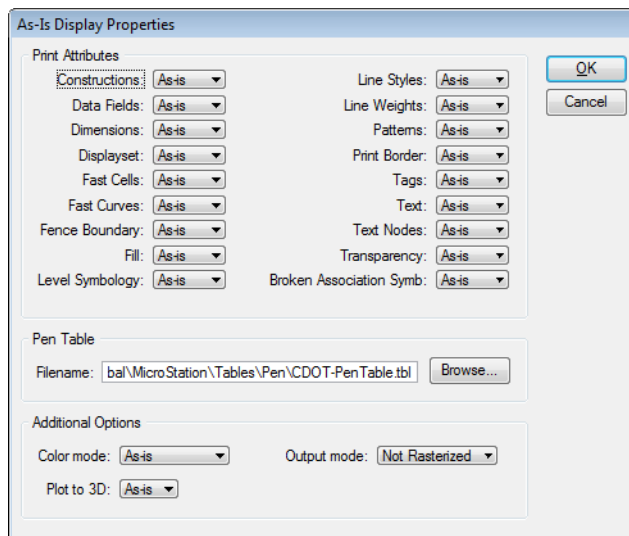 As-Is Display Properties
Print Attributes
Constructions: As-is
Line Styles: As-is
Data Fields: As-is
Line Weights: As-is
Dimensions: As-is
Patterns: As-is
Displayset: As-is
Print Border: As-is
Fast Cells: As-is
Tags: As-is
Fast Curves: As-is
Text: As-is
Fence Boundary: As-is
Text Nodes: As-is
Fill: As-is
Transparency: As-is
Level Symbology: As-is
Broken Association Symb: As-is
OK
Cancel
Pen Table
Filename: bal\MicroStation\Tables\Pen\CDOT-PenTable.tbl Browse...
Additional Options
Color mode: As-is
Output mode: Not Rasterized
Plot to 3D: As-is